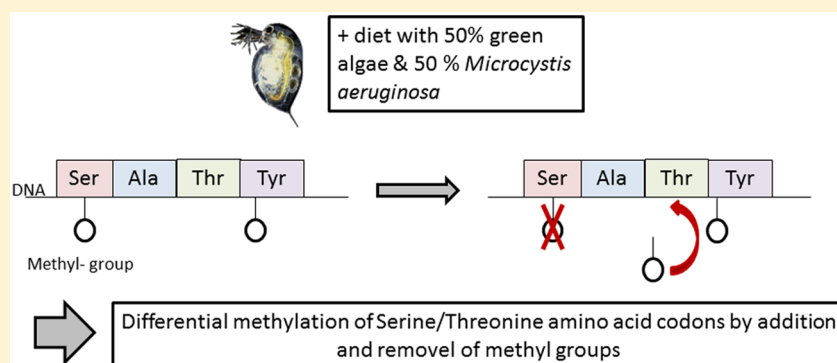 + diet with 50% green
algae & 50 % Microcystis
aeruginosa
Ser Ala Thr Tyr
Ser Ala Thr Tyr
DNA
Methyl- group
Differential methylation of Serine/Threonine amino acid codons by addition
and removel of methyl groups